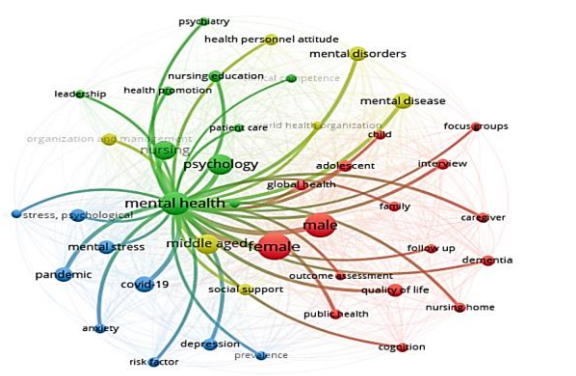 psychiatry
health personnel attitude
mental disorders
nursing education
cal competence
leadership
health promotion
mental disease
patient care
rld health organization
focus groups
child
organization and management
nursing
psychology
adolescent
interview
global health
mental health
family
stress, psychological
caregiver
male
mental stress
middle aged
female
follow up
dementia
pandemic
covid-19
outcome assessment
social support
quality of life
nursing home
public health
anxiety
depression
prevalence
cognition
risk factor